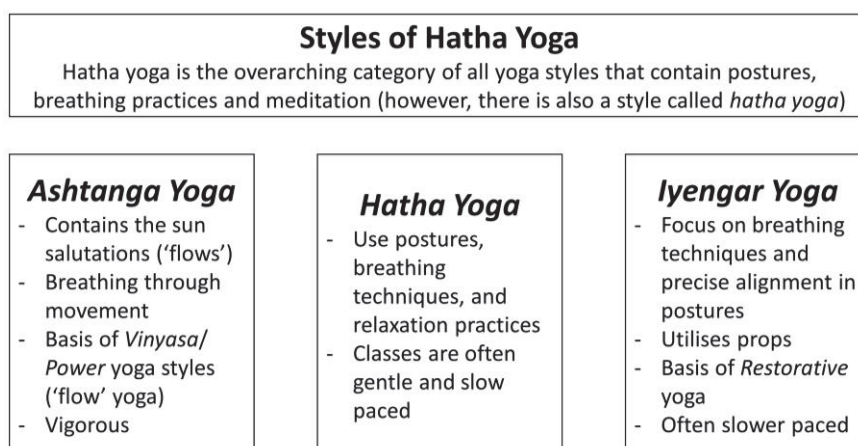 Styles of Hatha Yoga
Hatha yoga is the overarching category of all yoga styles that contain postures,
breathing practices and meditation (however, there is also a style called hatha yoga)
Ashtanga Yoga
- Contains the sun
salutations (‘flows’)
- Breathing through
movement
- Basis of Vinyasa/
Power yoga styles
(‘flow’ yoga)
- Vigorous
Hatha Yoga
- Use postures,
breathing
techniques, and
relaxation practices
- Classes are often
gentle and slow
paced
Iyengar Yoga
- Focus on breathing
techniques and
precise alignment in
postures
- Utilises props
- Basis of Restorative
yoga
- Often slower paced